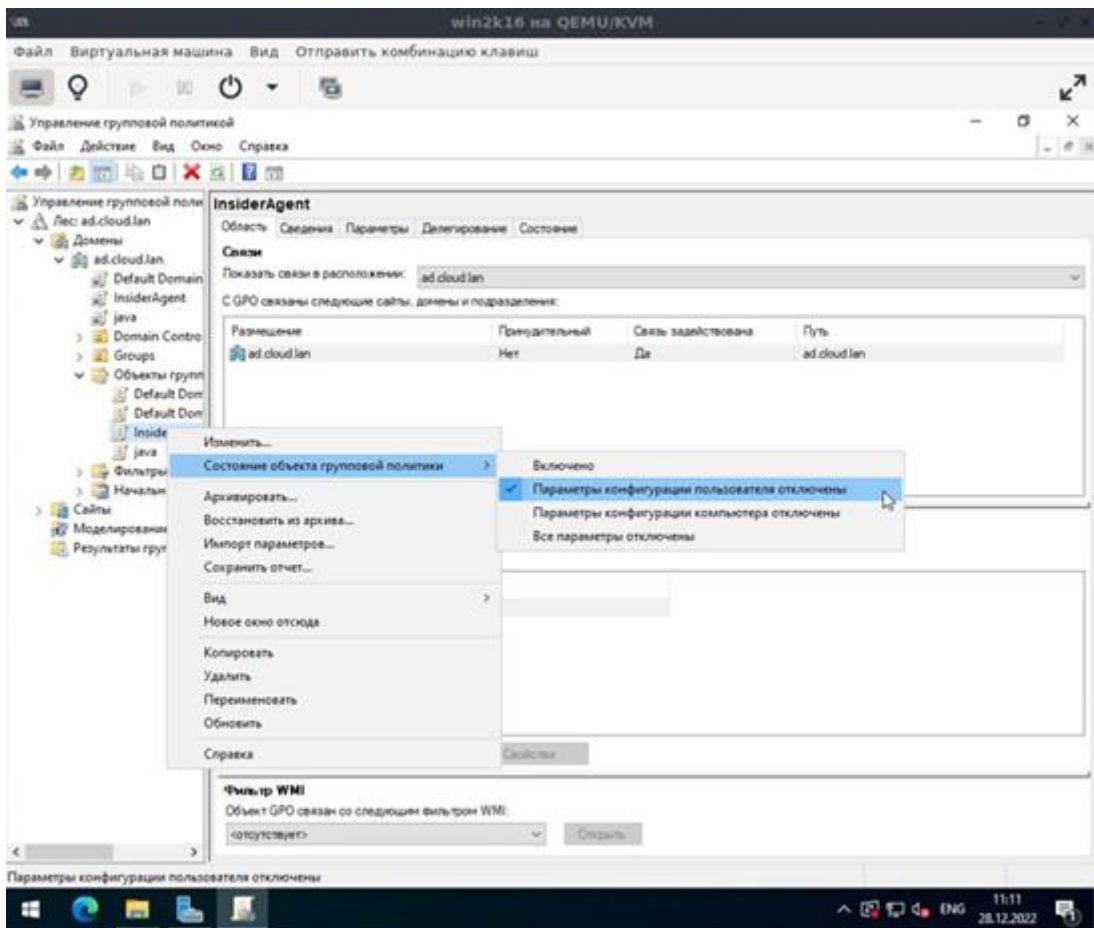 win2k16 на QEMU/KVM
Файл Виртуальная машина Вид Отправить комбинацию клавиш
Управление групповой политикой
Файл Действие Вид Окно Справка
Управление групповой поли
Лес: ad.cloud.lan
Домены
ad.cloud.lan
Default Domain
InsiderAgent
java
Domain Contro
Groups
Объекты групп
Default Dom
Default Dom
Inside
java
Фильтры
Начальн
Сайты
Моделирование
Результаты груп
InsiderAgent
Область Сведения Параметры Делегирование Состояние
Связи
Показать связи в расположении: ad.cloud.lan
С GPO связаны следующие сайты, домены и подразделения:
Размещение Принудительный Связь задействована Путь
ad.cloud.lan Нет Да ad.cloud.lan
Изменить...
Состояние объекта групповой политики
Архивировать...
Восстановить из архива...
Импорт параметров...
Сохранить отчет...
Вид
Новое окно отсюда
Копировать
Удалить
Переименовать
Обновить
Справка
Включено
Параметры конфигурации пользователя отключены
Параметры конфигурации компьютера отключены
Все параметры отключены
Свойства
Фильтр WMI
Объект GPO связан со следующим фильтром WMI:
<отсутствует> Открыть
Параметры конфигурации пользователя отключены
ENG 11:11
28.12.2022